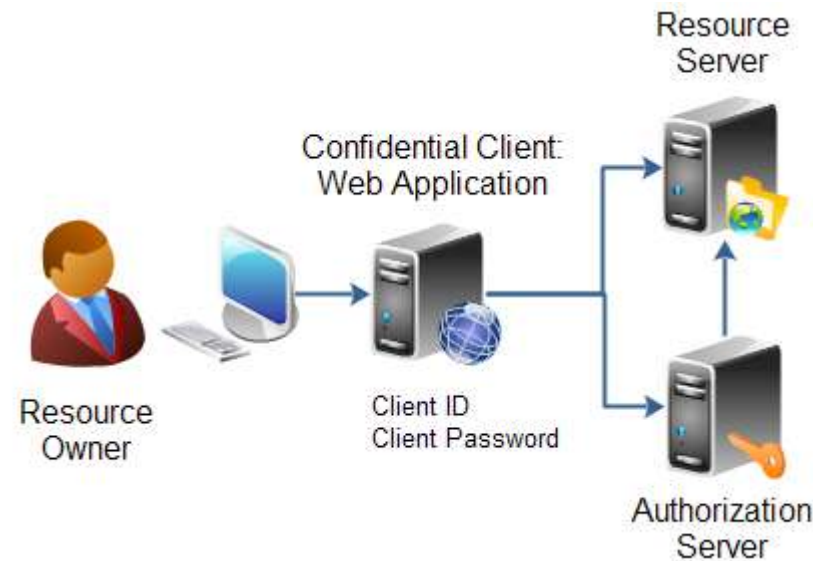 Resource
Server
Confidential Client:
Web Application
Resource
Owner
Client ID
Client Password
Authorization
Server